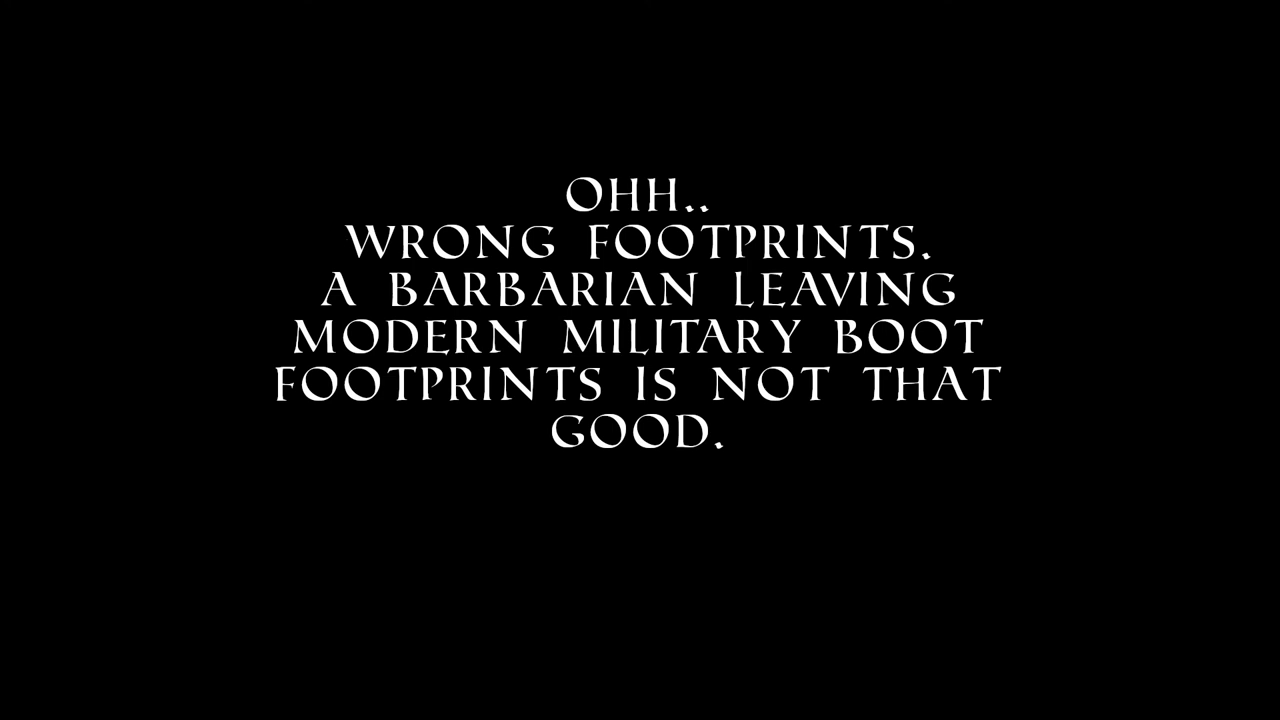 OHH..
WRONG FOOTPRINTS.
A BARBARIAN LEAVING
MODERN MILITARY BOOT
FOOTPRINTS IS NOT THAT
GOOD.